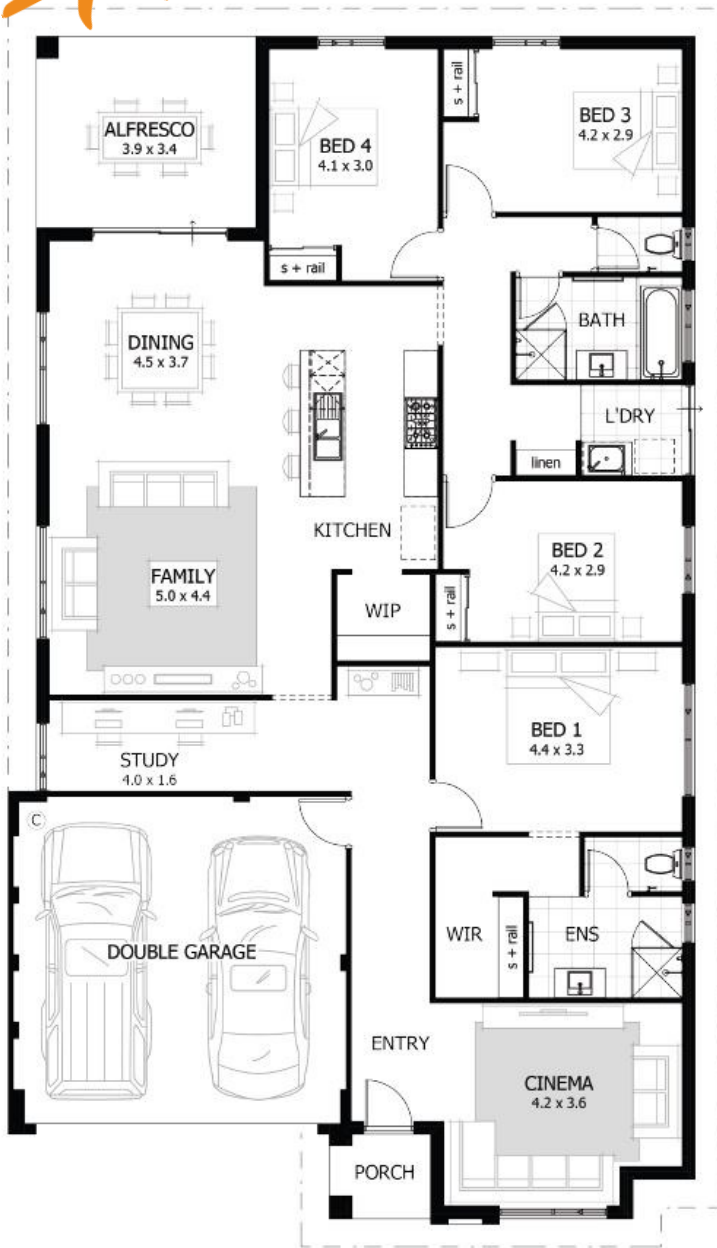 ALFRESCO
3.9 x 3.4
BED 4
4.1 x 3.0
s + rail
BED 3
4.2 x 2.9
s + rail
DINING
4.5 x 3.7
BATH
L'DRY
linen
KITCHEN
FAMILY
5.0 x 4.4
WIP
s + rail
BED 2
4.2 x 2.9
BED 1
4.4 x 3.3
STUDY
4.0 x 1.6
C
DOUBLE GARAGE
WIR
s + rail
ENS
ENTRY
CINEMA
4.2 x 3.6
PORCH